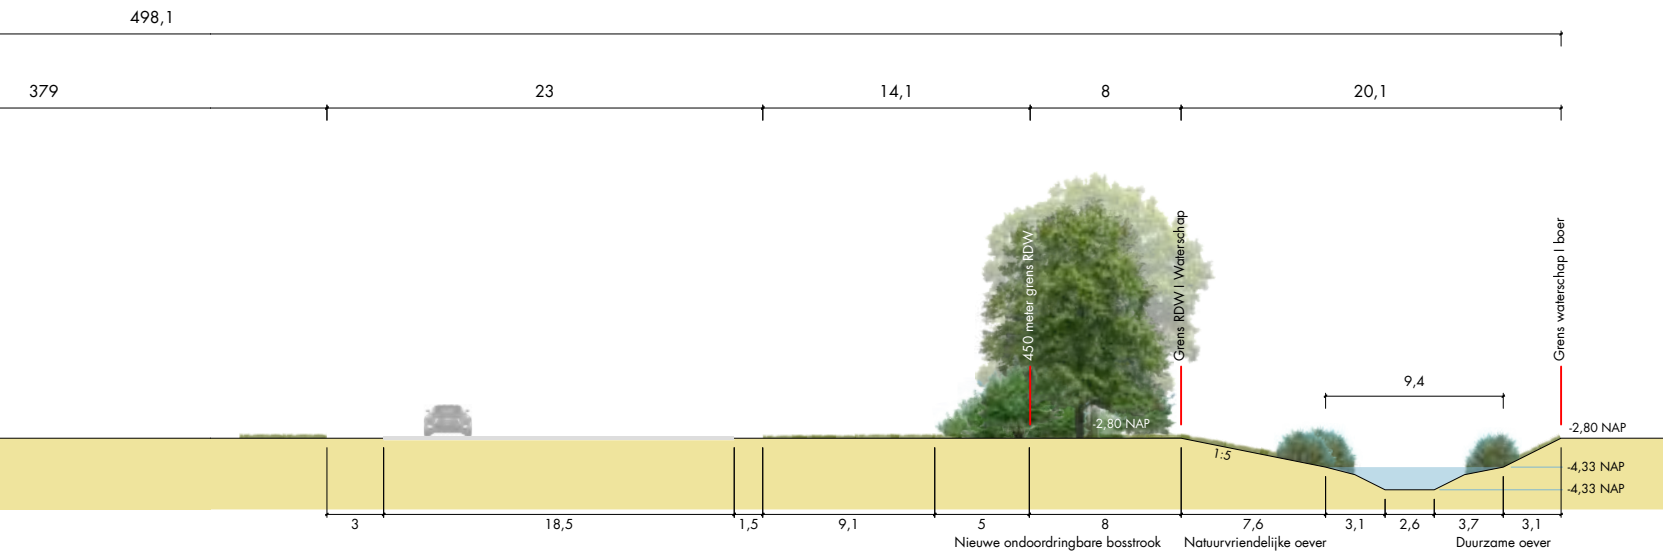 498,1
379
23
14,1
8
20,1
450 meter grens RDW
Grens RDW | Waterschap
Grens waterschap | boer
9,4
-2,80 NAP
-2,80 NAP
1:5
-4,33 NAP
-4,33 NAP
3
18,5
1,5
9,1
5
8
7,6
3,1
2,6
3,7
3,1
Nieuwe ondoordringbare bosstrook
Natuurvriendelijke oever
Duurzame oever